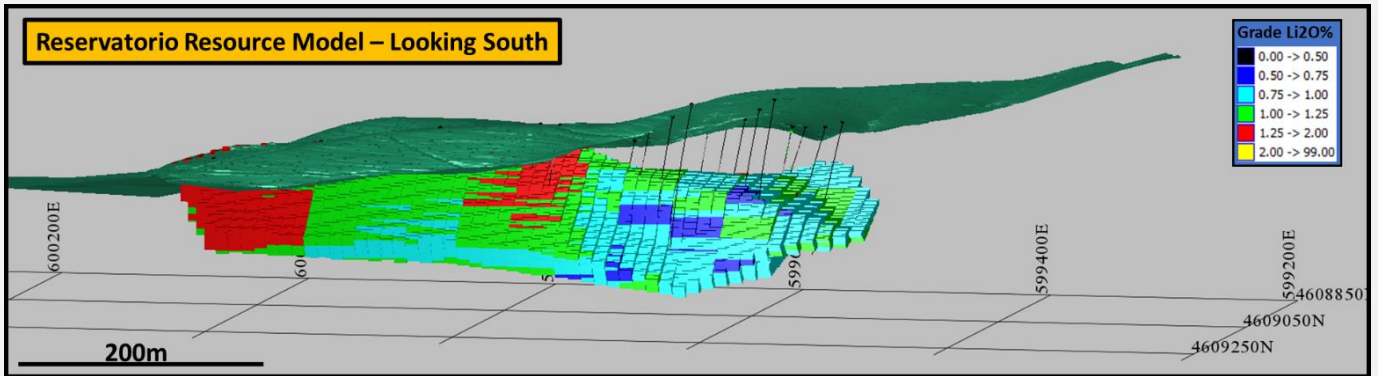 Reservatorio Resource Model – Looking South
Grade Li2O%
0.00 -> 0.50
0.50 -> 0.75
0.75 -> 1.00
1.00 -> 1.25
1.25 -> 2.00
2.00 -> 99.00
600200E
599400E
599200E
4608850
4609050N
4609250N
200m